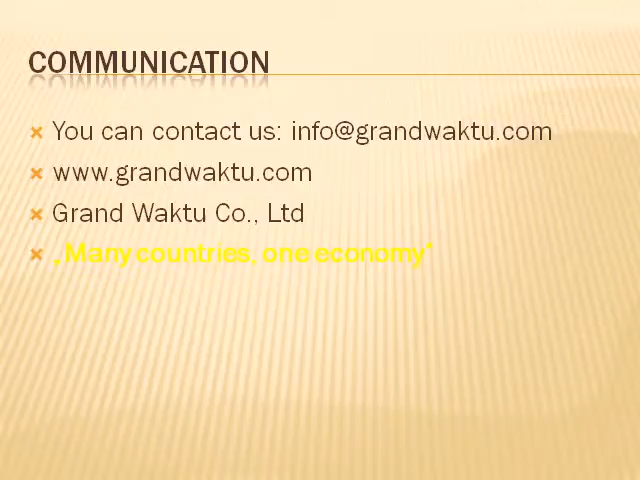 COMMUNICATION
You can contact us: info@grandwaktu.com
www.grandwaktu.com
Grand Waktu Co., Ltd
„Many countries, one economy"